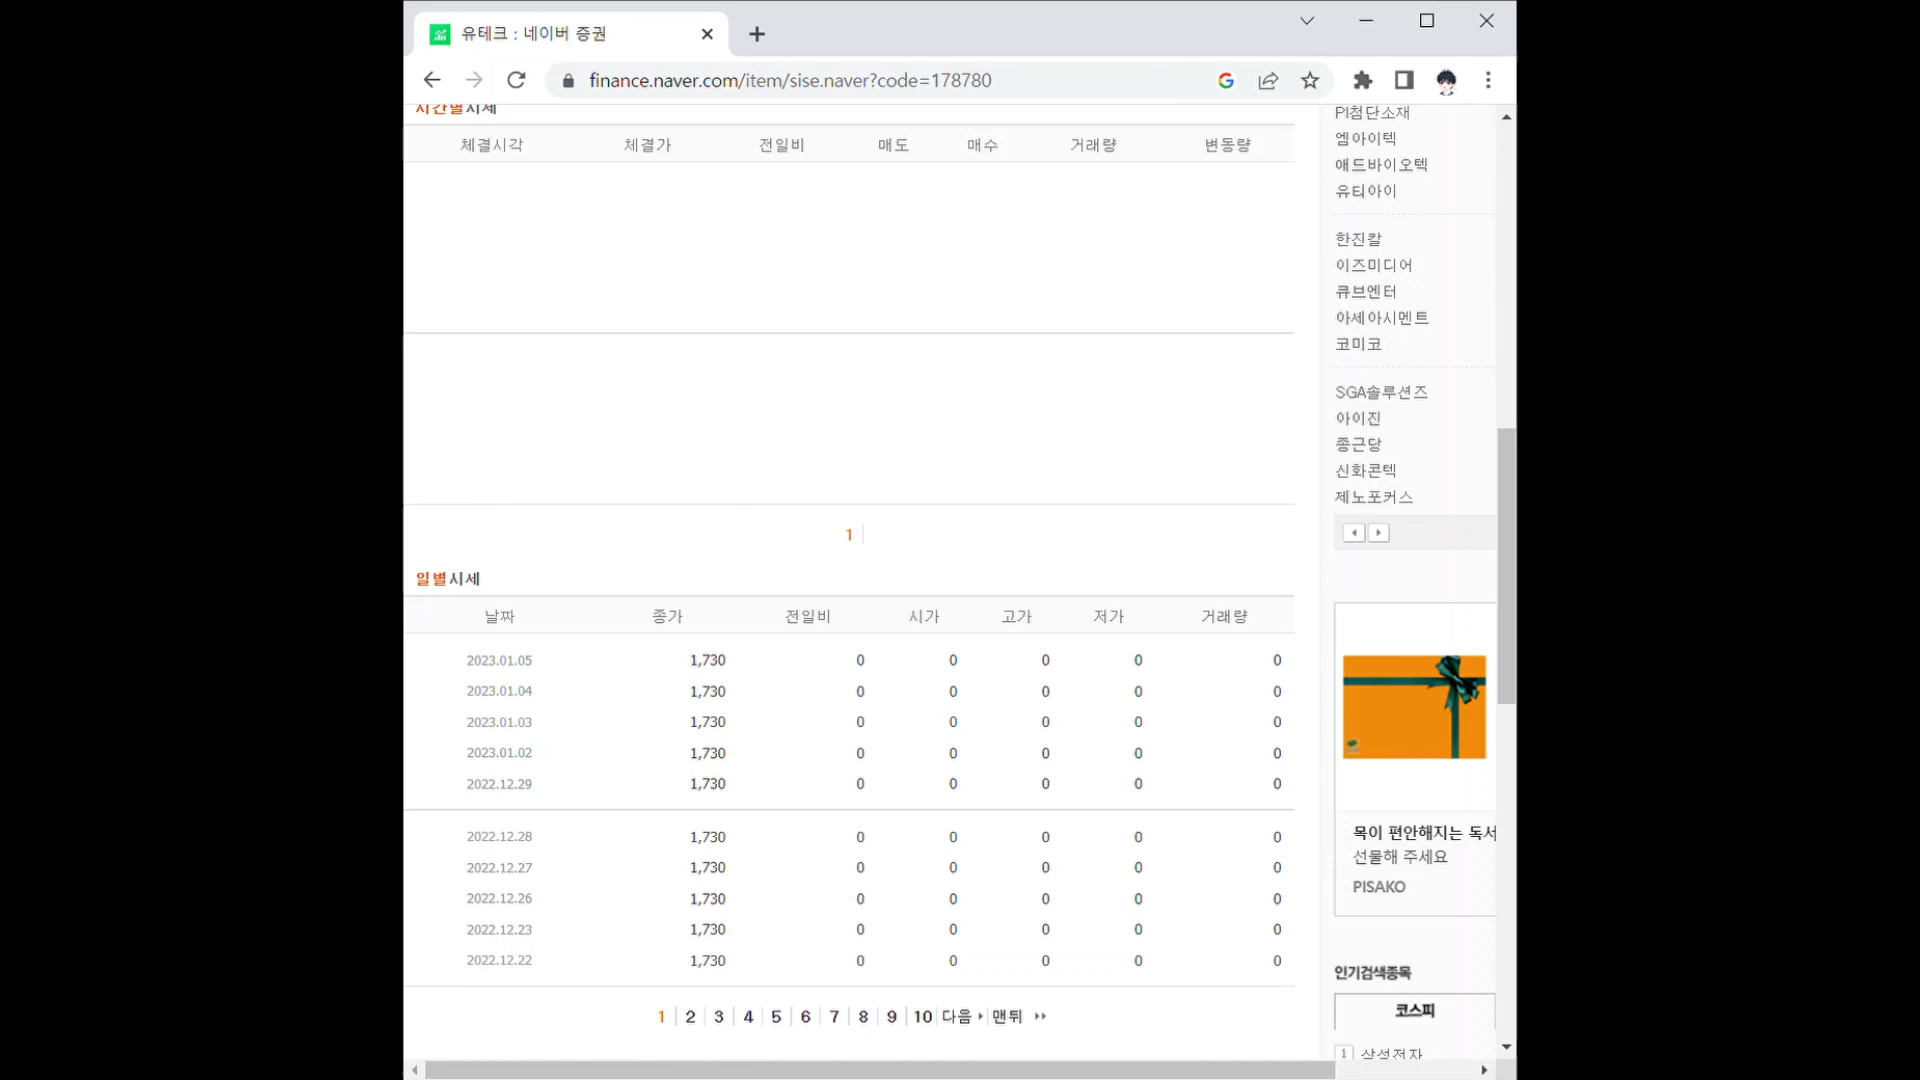 유테크 : 네이버 증권
finance.naver.com/item/sise.naver?code=178780
시간별시세
체결시각 체결가 전일비 매도 매수 거래량 변동량
1
일별시세
날짜 종가 전일비 시가 고가 저가 거래량
2023.01.05 1,730 0 0 0 0 0
2023.01.04 1,730 0 0 0 0 0
2023.01.03 1,730 0 0 0 0 0
2023.01.02 1,730 0 0 0 0 0
2022.12.29 1,730 0 0 0 0 0
2022.12.28 1,730 0 0 0 0 0
2022.12.27 1,730 0 0 0 0 0
2022.12.26 1,730 0 0 0 0 0
2022.12.23 1,730 0 0 0 0 0
2022.12.22 1,730 0 0 0 0 0
1 2 3 4 5 6 7 8 9 10 다음 맨뒤
PI첨단소재
엠아이텍
애드바이오텍
유티아이
한진칼
이즈미디어
큐브엔터
아세아시멘트
코미코
SGA솔루션즈
아이진
종근당
신화콘텍
제노포커스
목이 편안해지는 독서
선물해 주세요
PISAKO
인기검색종목
코스피
1 삼성전자